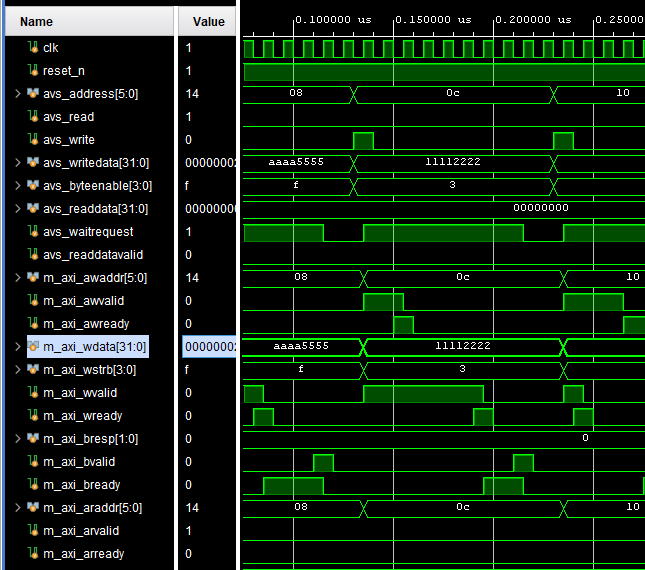 Name Value 0.100000 us 0.150000 us 0.200000 us 0.25000
clk 1
reset_n 1
avs_address[5:0] 14 08 0c 10
avs_read 1
avs_write 0
avs_writedata[31:0] 00000002 aaaa5555 11112222
avs_byteenable[3:0] f f 3
avs_readdata[31:0] 00000000 00000000
avs_waitrequest 1
avs_readdatavalid 0
m_axi_awaddr[5:0] 14 08 0c 10
m_axi_awvalid 0
m_axi_awready 0
m_axi_wdata[31:0] 00000002 aaaa5555 11112222
m_axi_wstrb[3:0] f f 3
m_axi_wvalid 0
m_axi_wready 0
m_axi_bresp[1:0] 0 0
m_axi_bvalid 0
m_axi_bready 0
m_axi_araddr[5:0] 14 08 0c 10
m_axi_arvalid 1
m_axi_arready 0